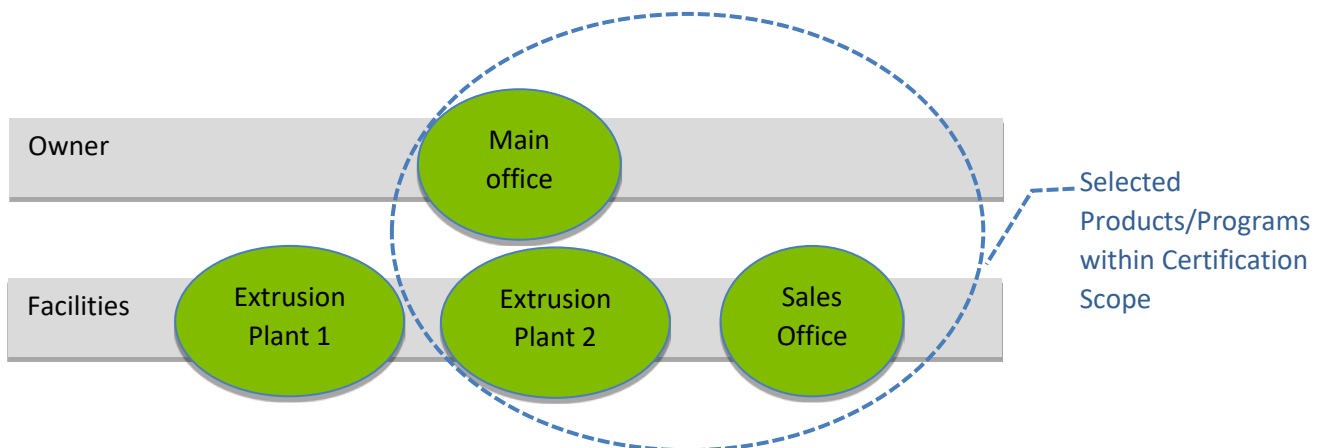 Owner
Main
office
Facilities
Extrusion
Plant 1
Extrusion
Plant 2
Sales
Office
Selected
Products/Programs
within Certification
Scope